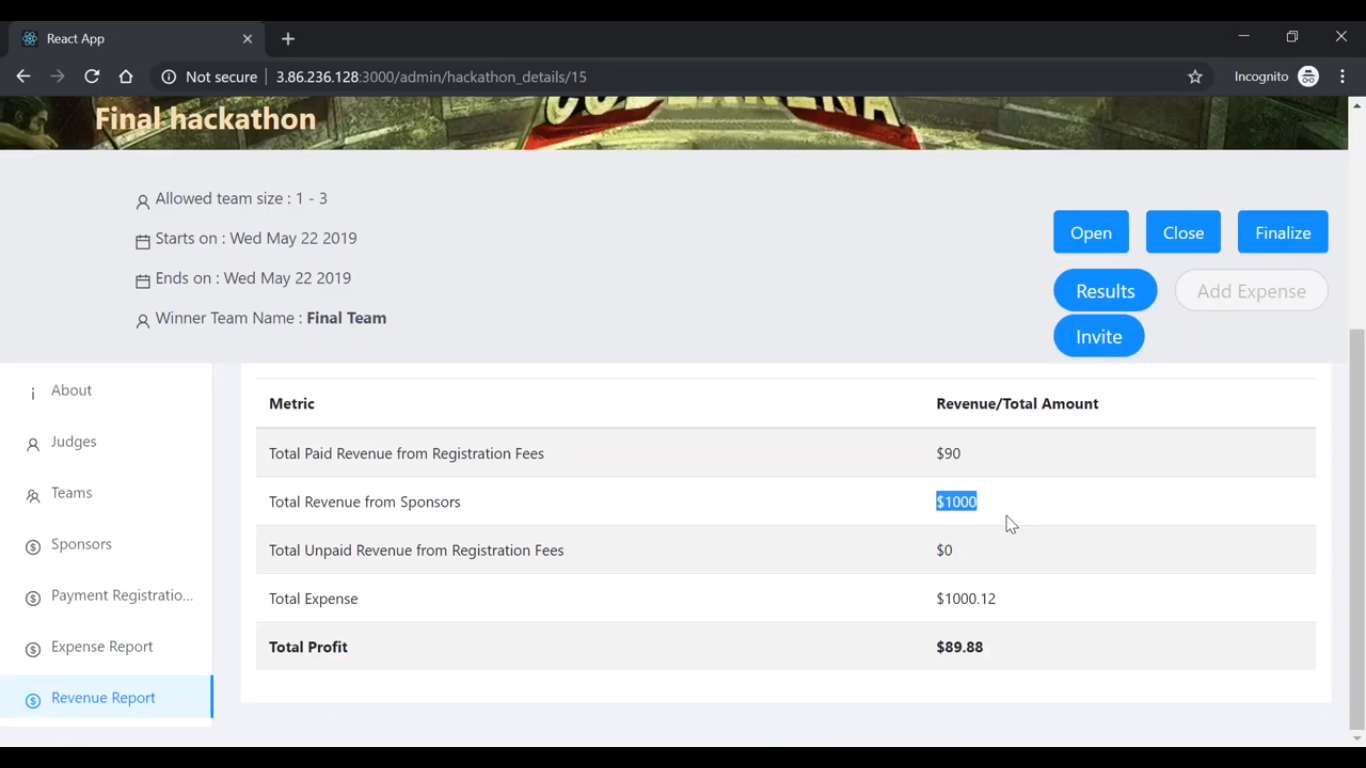 React App
Not secure
3.86.236.128:3000/admin/hackathon_details/15
Incognito
Final hackathon
Allowed team size : 1 - 3
Starts on : Wed May 22 2019
Ends on : Wed May 22 2019
Winner Team Name : Final Team
Open
Close
Finalize
Results
Add Expense
Invite
About
Judges
Teams
Sponsors
Payment Registratio...
Expense Report
Revenue Report
Metric Revenue/Total Amount
Total Paid Revenue from Registration Fees $90
Total Revenue from Sponsors $1000
Total Unpaid Revenue from Registration Fees $0
Total Expense $1000.12
Total Profit $89.88